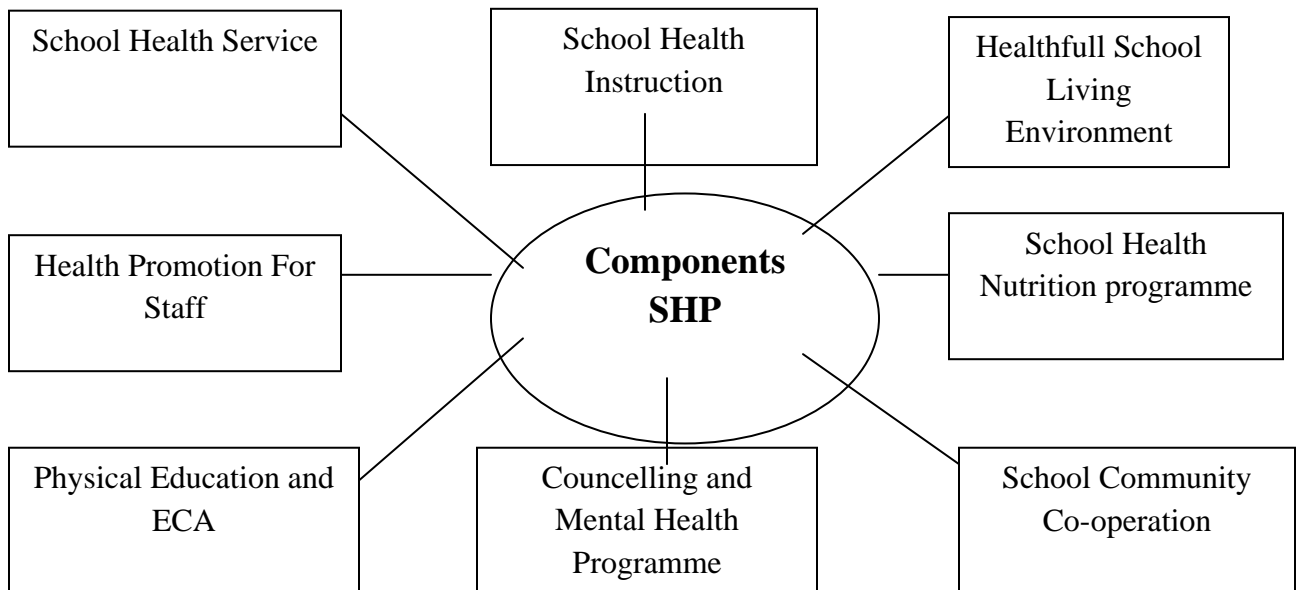 School Health Service
School Health
Instruction
Healthfull School
Living
Environment
Health Promotion For
Staff
Components
SHP
School Health
Nutrition programme
Physical Education and
ECA
Councelling and
Mental Health
Programme
School Community
Co-operation